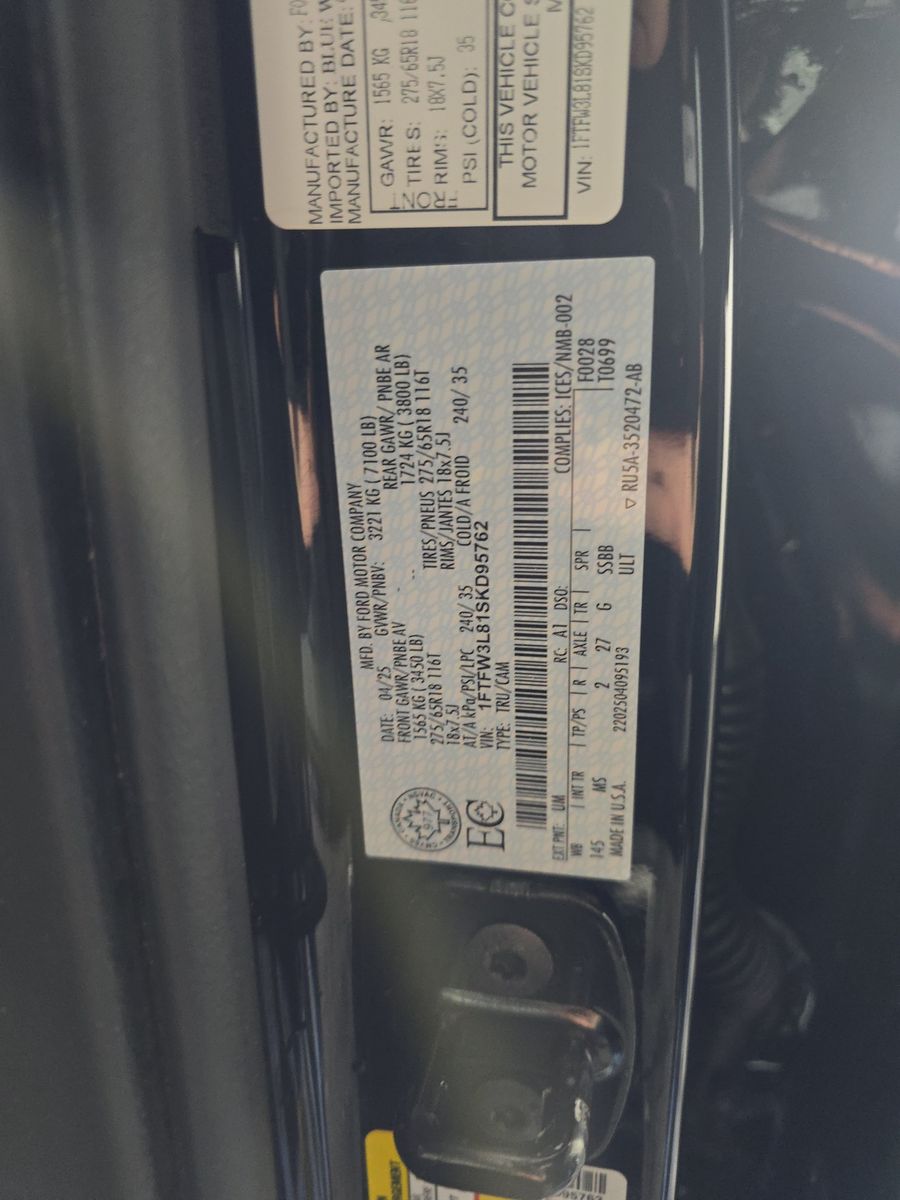 MANUFACTURED BY: FO
IMPORTED BY: BLUE W
MANUFACTURE DATE:
GAWR: 1565 KG
TIRES: 275/65R18 116
RIMS: 18X7.5J
PSI (COLD): 35
THIS VEHICLE CO
MOTOR VEHICLE S
VIN: 1FTFW3L81SKD95762
MFD. BY FORD MOTOR COMPANY
DATE: 04/25 GVWR/PNBV: 3221 KG ( 7100 LB)
FRONT GAWR/PNBE AV REAR GAWR/ PNBE AR
1565 KG ( 3450 LB) 1724 KG ( 3800 LB)
275/65R18 116T TIRES/PNEUS 275/65R18 116T
18x7.5J RIMS/JANTES 18x7.5J
AT/A kPa/PSI/LPC 240/ 35 COLD/A FROID 240/ 35
VIN: 1FTFW3L81SKD95762
TYPE: TRU/CAM
EC
COMPLIES: ICES/NMB-002
EXT PNT: UM RC: A1 DSO: F0028
WB INT TR TP/PS R AXLE TR SPR 1T0699
145 MS 2 27 G SSBB
2202504095193 ULT
MADE IN U.S.A. ▽ RU5A-3520472-AB